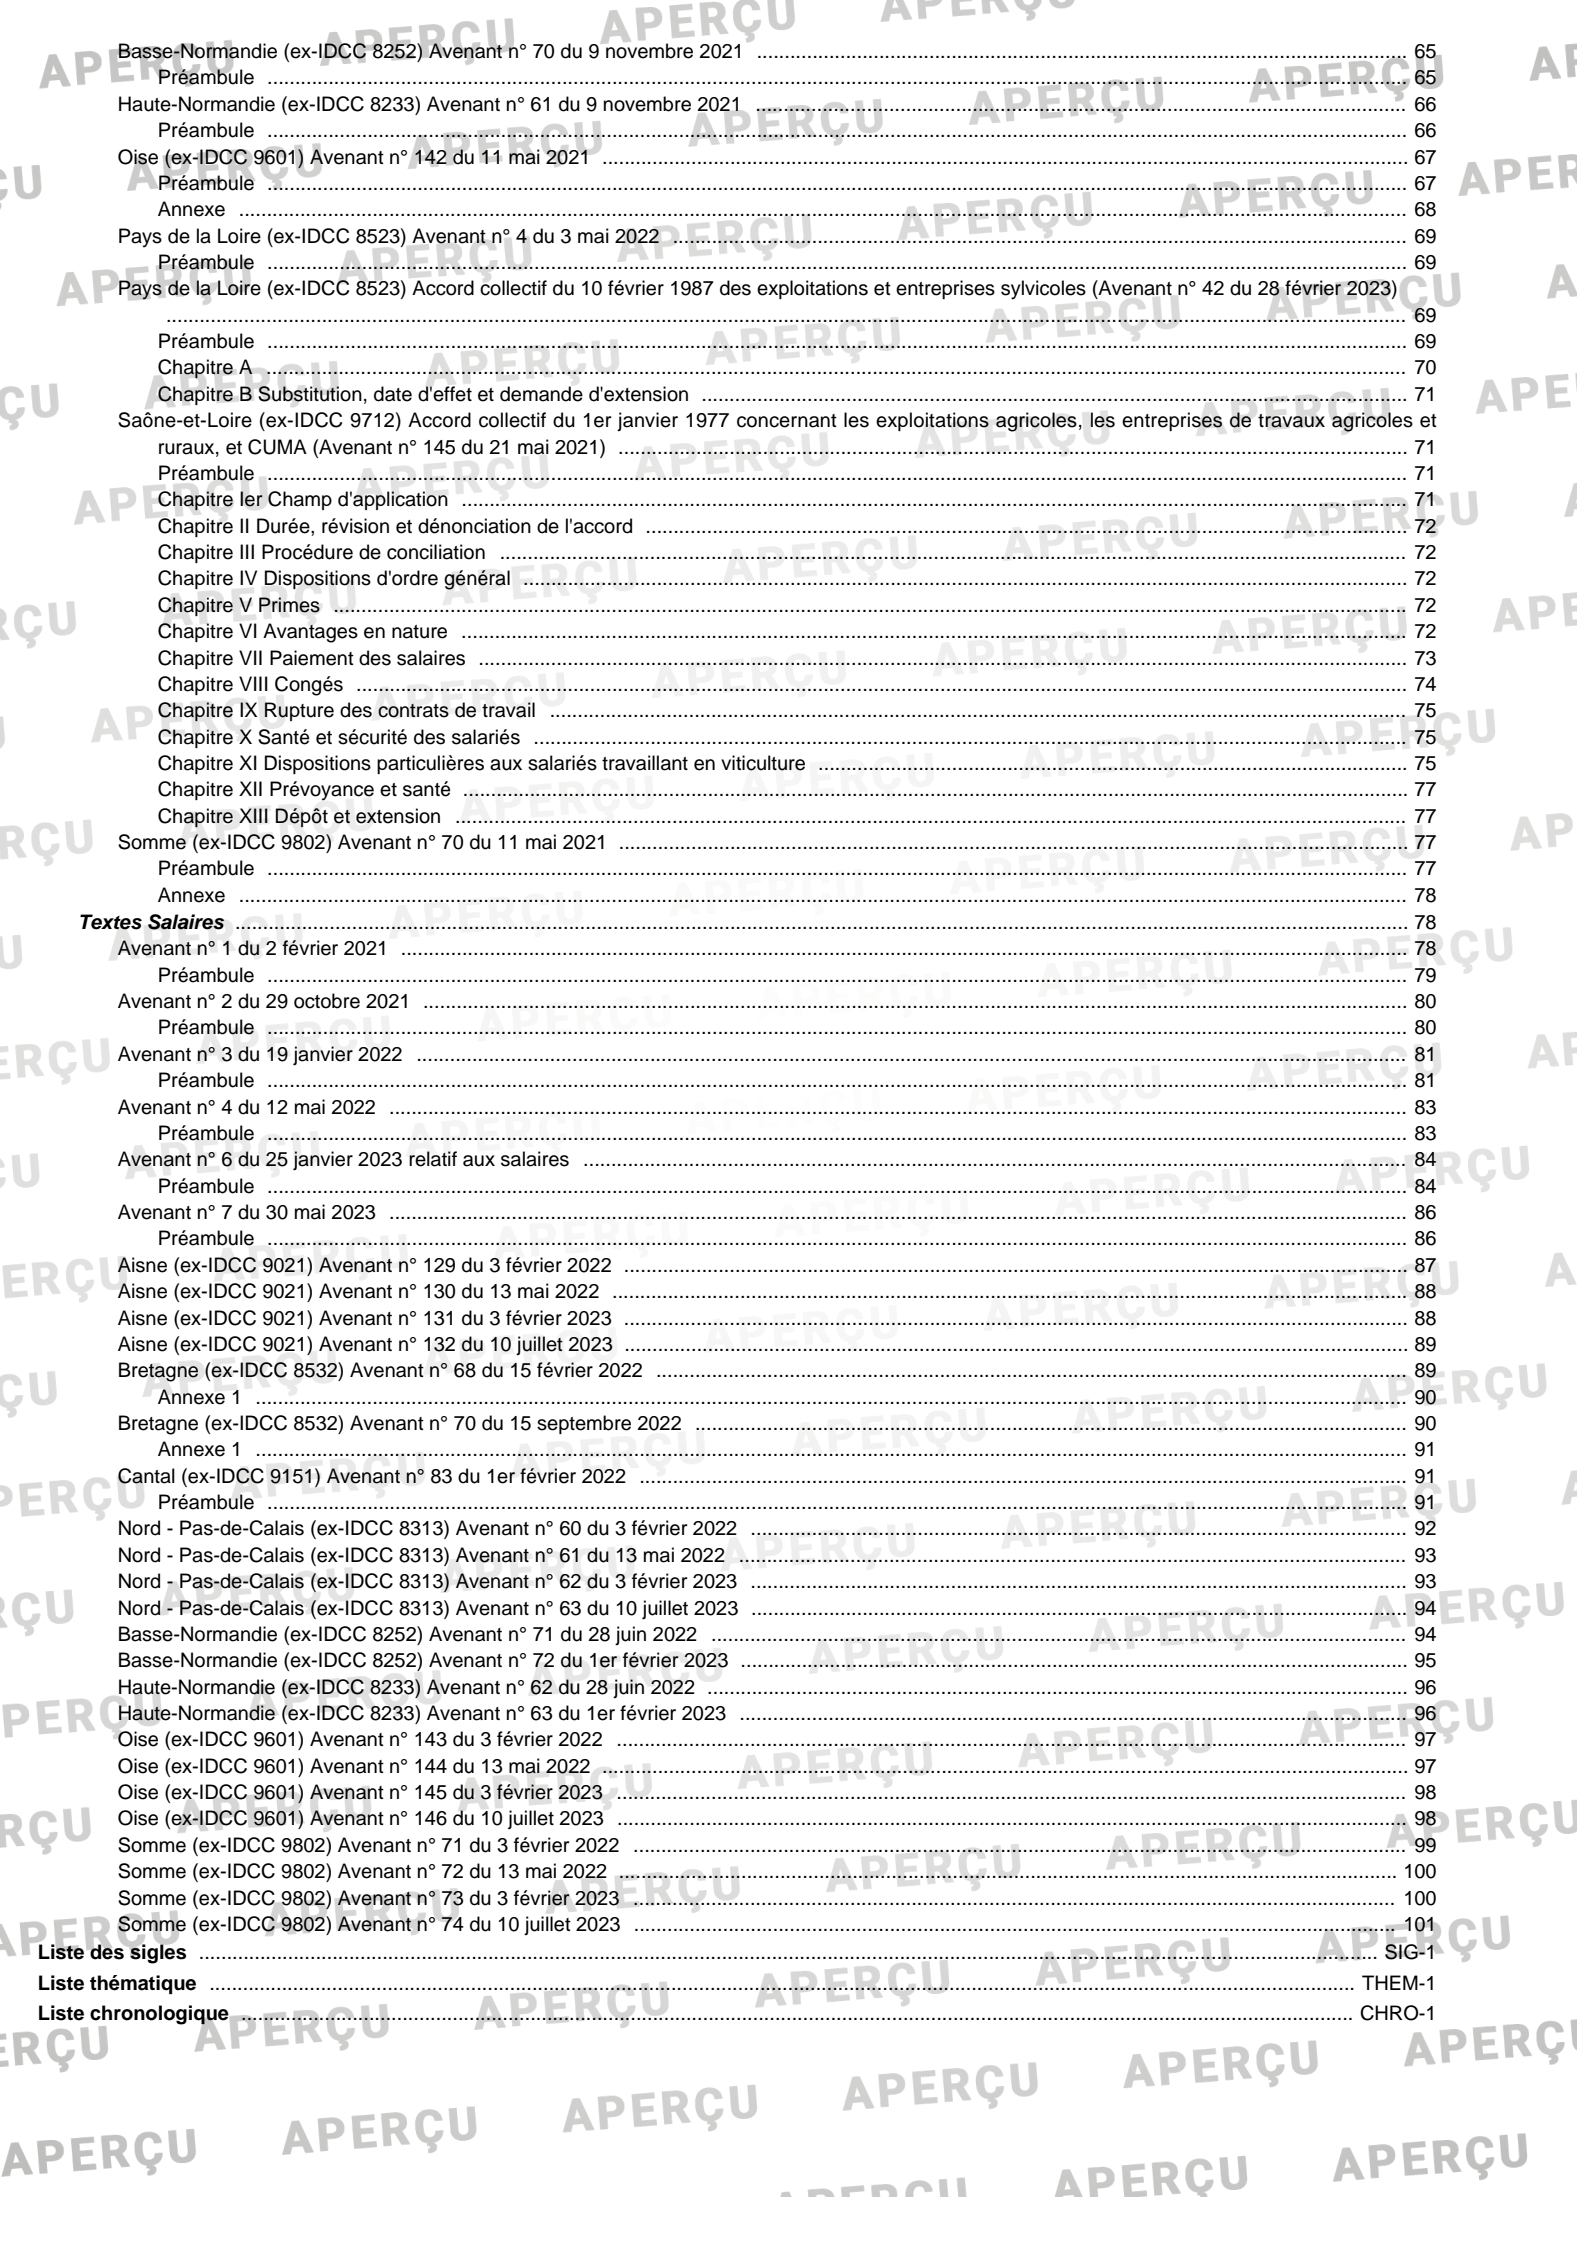 Basse-Normandie (ex-IDCC 8252) Avenant n° 70 du 9 novembre 2021 ........ 65
Préambule ........ 65
Haute-Normandie (ex-IDCC 8233) Avenant n° 61 du 9 novembre 2021 ........ 66
Préambule ........ 66
Oise (ex-IDCC 9601) Avenant n° 142 du 11 mai 2021 ........ 67
Préambule ........ 67
Annexe ........ 68
Pays de la Loire (ex-IDCC 8523) Avenant n° 4 du 3 mai 2022 ........ 69
Préambule ........ 69
Pays de la Loire (ex-IDCC 8523) Accord collectif du 10 février 1987 des exploitations et entreprises sylvicoles (Avenant n° 42 du 28 février 2023)
........ 69
Préambule ........ 69
Chapitre A ........ 70
Chapitre B Substitution, date d'effet et demande d'extension ........ 71
Saône-et-Loire (ex-IDCC 9712) Accord collectif du 1er janvier 1977 concernant les exploitations agricoles, les entreprises de travaux agricoles et
ruraux, et CUMA (Avenant n° 145 du 21 mai 2021) ........ 71
Préambule ........ 71
Chapitre Ier Champ d'application ........ 71
Chapitre II Durée, révision et dénonciation de l'accord ........ 72
Chapitre III Procédure de conciliation ........ 72
Chapitre IV Dispositions d'ordre général ........ 72
Chapitre V Primes ........ 72
Chapitre VI Avantages en nature ........ 72
Chapitre VII Paiement des salaires ........ 73
Chapitre VIII Congés ........ 74
Chapitre IX Rupture des contrats de travail ........ 75
Chapitre X Santé et sécurité des salariés ........ 75
Chapitre XI Dispositions particulières aux salariés travaillant en viticulture ........ 75
Chapitre XII Prévoyance et santé ........ 77
Chapitre XIII Dépôt et extension ........ 77
Somme (ex-IDCC 9802) Avenant n° 70 du 11 mai 2021 ........ 77
Préambule ........ 77
Annexe ........ 78
Textes Salaires ........ 78
Avenant n° 1 du 2 février 2021 ........ 78
Préambule ........ 79
Avenant n° 2 du 29 octobre 2021 ........ 80
Préambule ........ 80
Avenant n° 3 du 19 janvier 2022 ........ 81
Préambule ........ 81
Avenant n° 4 du 12 mai 2022 ........ 83
Préambule ........ 83
Avenant n° 6 du 25 janvier 2023 relatif aux salaires ........ 84
Préambule ........ 84
Avenant n° 7 du 30 mai 2023 ........ 86
Préambule ........ 86
Aisne (ex-IDCC 9021) Avenant n° 129 du 3 février 2022 ........ 87
Aisne (ex-IDCC 9021) Avenant n° 130 du 13 mai 2022 ........ 88
Aisne (ex-IDCC 9021) Avenant n° 131 du 3 février 2023 ........ 88
Aisne (ex-IDCC 9021) Avenant n° 132 du 10 juillet 2023 ........ 89
Bretagne (ex-IDCC 8532) Avenant n° 68 du 15 février 2022 ........ 89
Annexe 1 ........ 90
Bretagne (ex-IDCC 8532) Avenant n° 70 du 15 septembre 2022 ........ 90
Annexe 1 ........ 91
Cantal (ex-IDCC 9151) Avenant n° 83 du 1er février 2022 ........ 91
Préambule ........ 91
Nord - Pas-de-Calais (ex-IDCC 8313) Avenant n° 60 du 3 février 2022 ........ 92
Nord - Pas-de-Calais (ex-IDCC 8313) Avenant n° 61 du 13 mai 2022 ........ 93
Nord - Pas-de-Calais (ex-IDCC 8313) Avenant n° 62 du 3 février 2023 ........ 93
Nord - Pas-de-Calais (ex-IDCC 8313) Avenant n° 63 du 10 juillet 2023 ........ 94
Basse-Normandie (ex-IDCC 8252) Avenant n° 71 du 28 juin 2022 ........ 94
Basse-Normandie (ex-IDCC 8252) Avenant n° 72 du 1er février 2023 ........ 95
Haute-Normandie (ex-IDCC 8233) Avenant n° 62 du 28 juin 2022 ........ 96
Haute-Normandie (ex-IDCC 8233) Avenant n° 63 du 1er février 2023 ........ 96
Oise (ex-IDCC 9601) Avenant n° 143 du 3 février 2022 ........ 97
Oise (ex-IDCC 9601) Avenant n° 144 du 13 mai 2022 ........ 97
Oise (ex-IDCC 9601) Avenant n° 145 du 3 février 2023 ........ 98
Oise (ex-IDCC 9601) Avenant n° 146 du 10 juillet 2023 ........ 98
Somme (ex-IDCC 9802) Avenant n° 71 du 3 février 2022 ........ 99
Somme (ex-IDCC 9802) Avenant n° 72 du 13 mai 2022 ........ 100
Somme (ex-IDCC 9802) Avenant n° 73 du 3 février 2023 ........ 100
Somme (ex-IDCC 9802) Avenant n° 74 du 10 juillet 2023 ........ 101
Liste des sigles ........ SIG-1
Liste thématique ........ THEM-1
Liste chronologique ........ CHRO-1
APERÇU